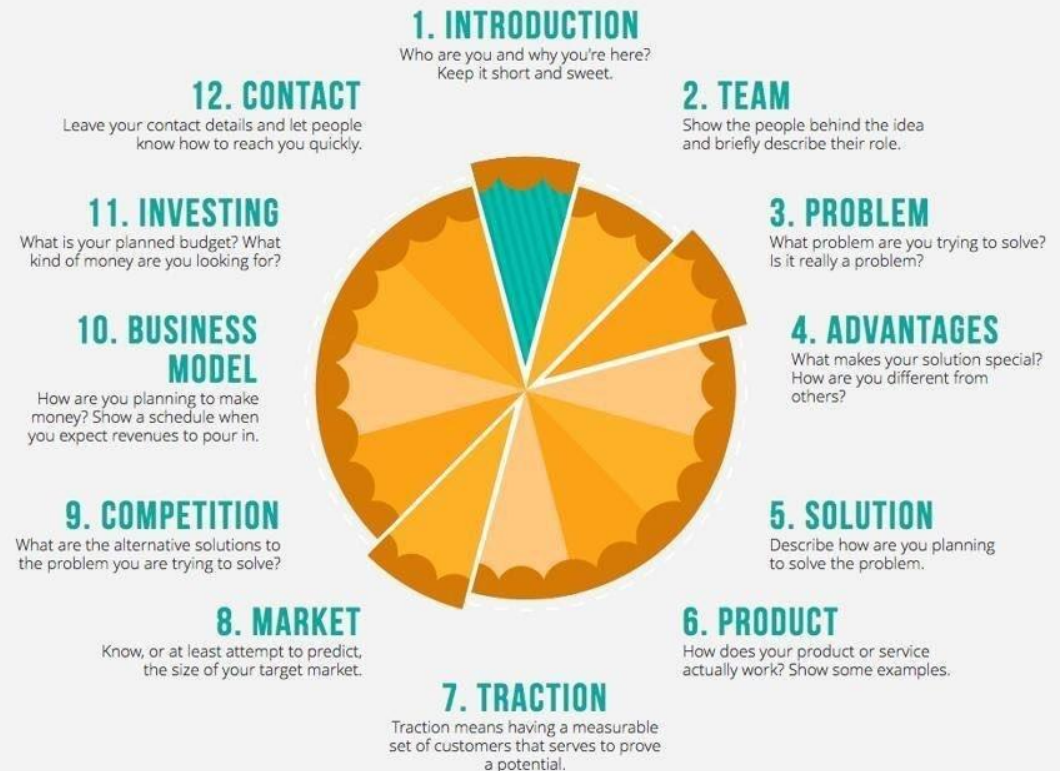 1. INTRODUCTION
Who are you and why you're here?
Keep it short and sweet.
2. TEAM
Show the people behind the idea
and briefly describe their role.
3. PROBLEM
What problem are you trying to solve?
Is it really a problem?
4. ADVANTAGES
What makes your solution special?
How are you different from
others?
5. SOLUTION
Describe how are you planning
to solve the problem.
6. PRODUCT
How does your product or service
actually work? Show some examples.
7. TRACTION
Traction means having a measurable
set of customers that serves to prove
a potential.
8. MARKET
Know, or at least attempt to predict,
the size of your target market.
9. COMPETITION
What are the alternative solutions to
the problem you are trying to solve?
10. BUSINESS
MODEL
How are you planning to make
money? Show a schedule when
you expect revenues to pour in.
11. INVESTING
What is your planned budget? What
kind of money are you looking for?
12. CONTACT
Leave your contact details and let people
know how to reach you quickly.